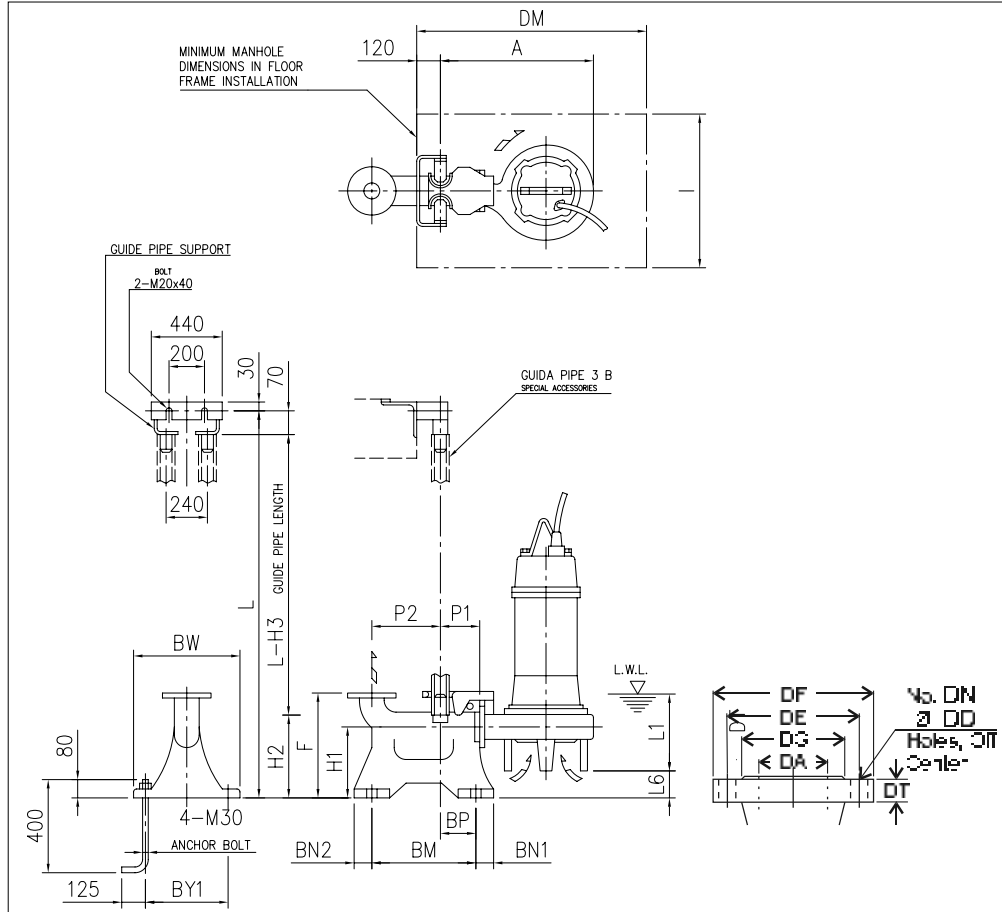 DM
120
A
MINIMUM MANHOLE
DIMENSIONS IN FLOOR
FRAME INSTALLATION
I
GUIDE PIPE SUPPORT
BOLT
2-M20x40
440
200
30
70
240
GUIDA PIPE 3 B
SPECIAL ACCESSORIES
L
L-H3
GUIDE PIPE LENGTH
P2
P1
BW
L.W.L.
80
H2
F
H1
L1
L6
400
4-M30
ANCHOR BOLT
125
BY1
BP
BN2
BM
BN1
DF
DE
DG
DA
DT
No. DN
Ø DD
Holes, Off
Center